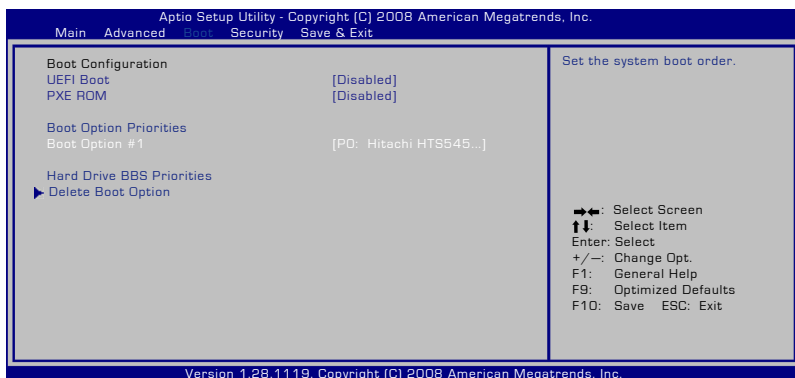 Aptio Setup Utility - Copyright (C) 2008 American Megatrends, Inc.
Main Advanced Boot Security Save & Exit
Boot Configuration
UEFI Boot [Disabled]
PXE ROM [Disabled]
Boot Option Priorities
Boot Option #1 [P0: Hitachi HTS545...]
Hard Drive BBS Priorities
Delete Boot Option
Set the system boot order.
: Select Screen
: Select Item
Enter: Select
+/—: Change Opt.
F1: General Help
F9: Optimized Defaults
F10: Save ESC: Exit
Version 1.28.1119. Copyright (C) 2008 American Megatrends, Inc.